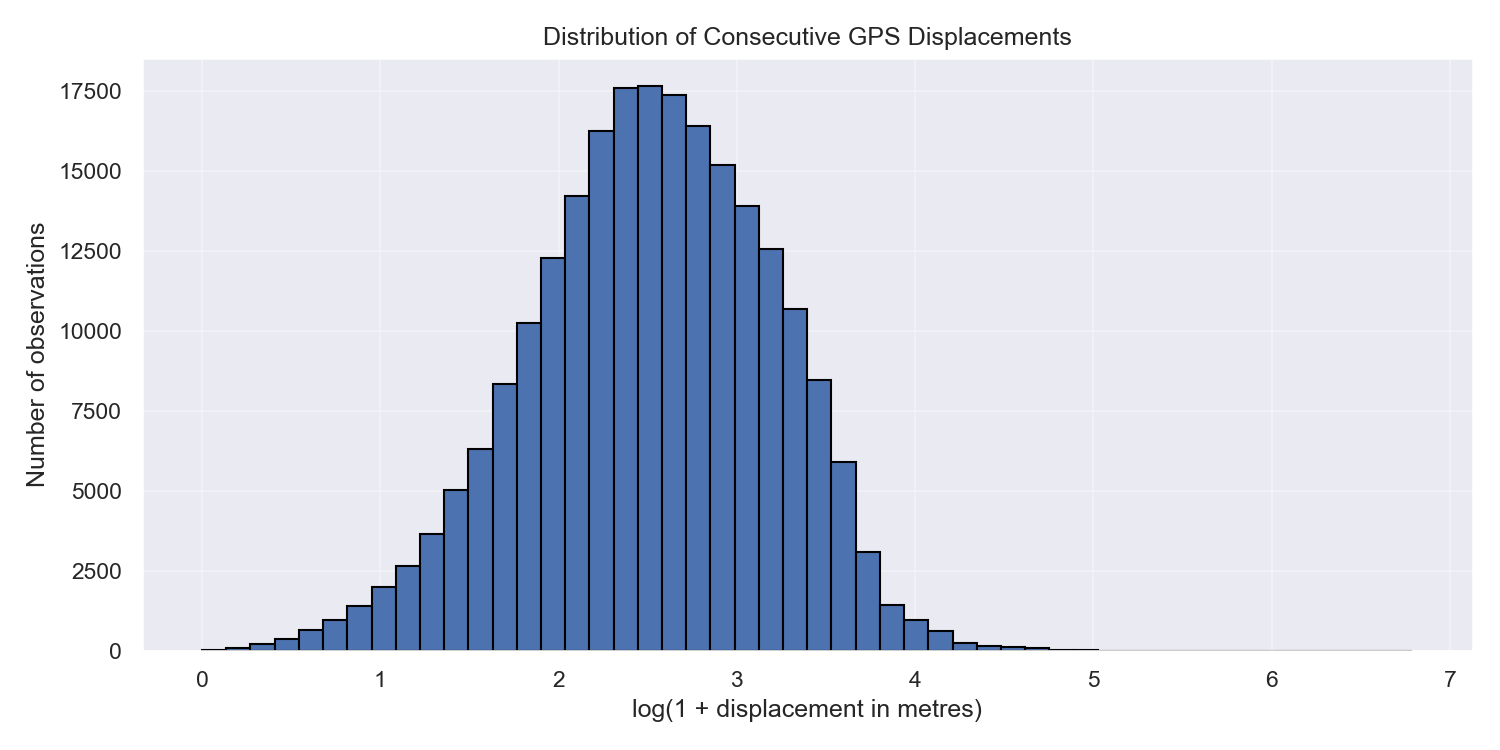 Distribution of Consecutive GPS Displacements
17500
15000
12500
10000
7500
5000
2500
0
Number of observations
0 1 2 3 4 5 6 7
log(1 + displacement in metres)